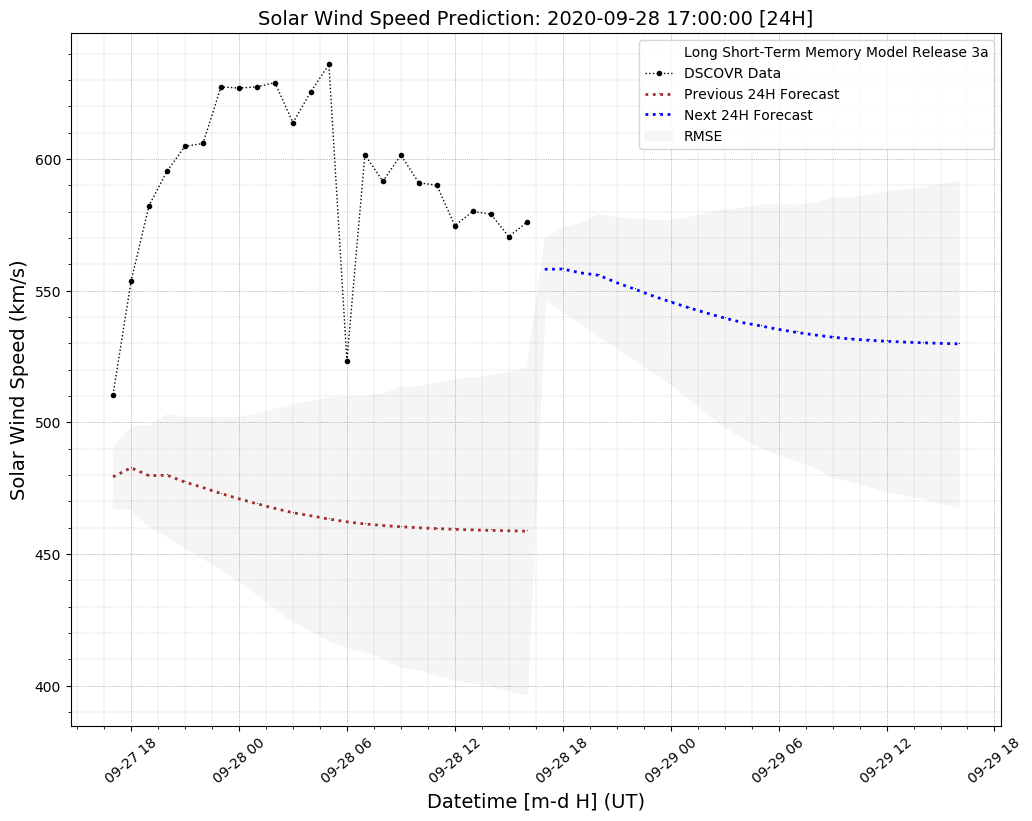 Solar Wind Speed Prediction: 2020-09-28 17:00:00 [24H]
Long Short-Term Memory Model Release 3a
DSCOVR Data
Previous 24H Forecast
Next 24H Forecast
RMSE
Solar Wind Speed (km/s)
600
550
500
450
400
09-27 18
09-28 00
09-28 06
09-28 12
09-28 18
09-29 00
09-29 06
09-29 12
09-29 18
Datetime [m-d H] (UT)